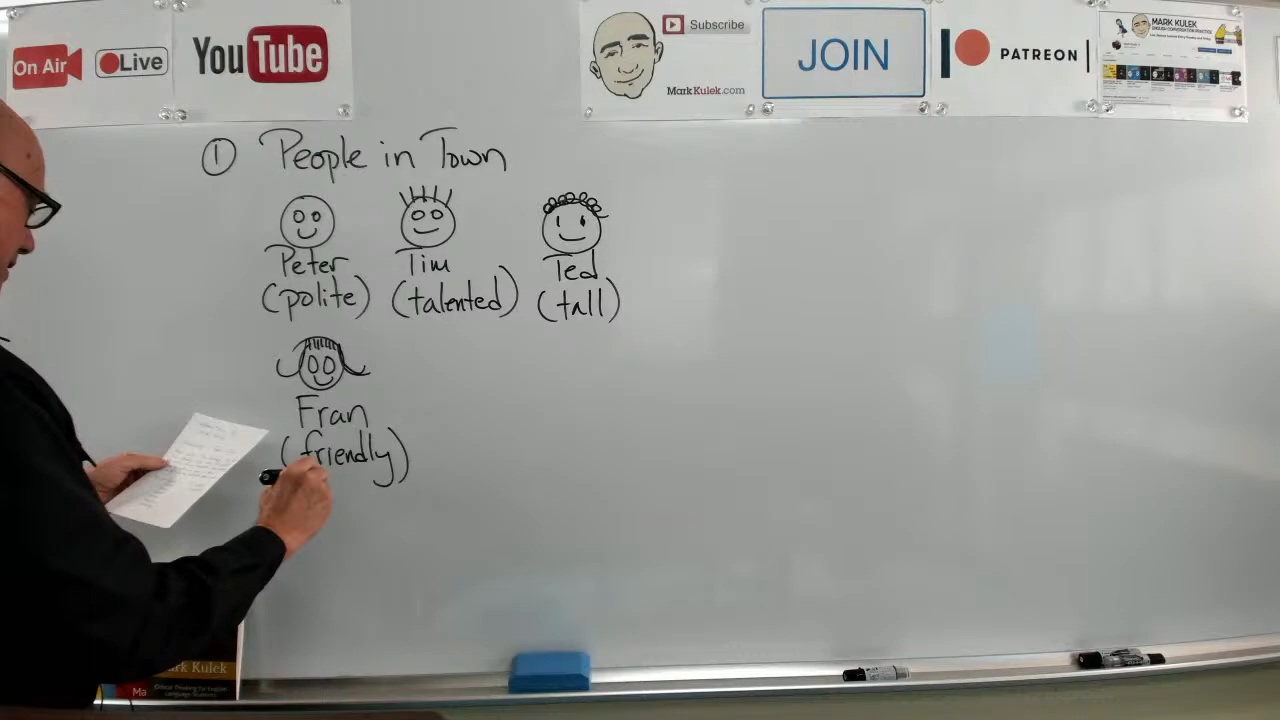 On Air
Live
YouTube
Subscribe
MarkKulek.com
JOIN
PATREON
MARK KULEK
① People in Town
Peter Tim Ted
(polite) (talented) (tall)
Fran
(friendly)
Mark Kulek
Ma